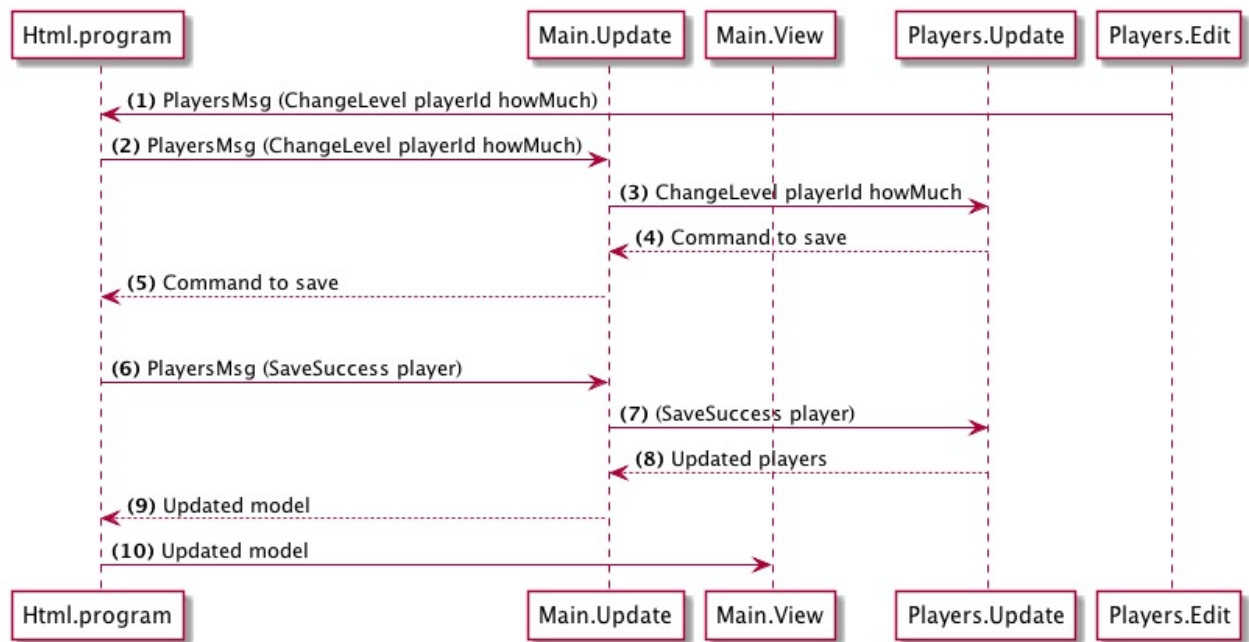 Html.program
Main.Update
Main.View
Players.Update
Players.Edit
(1) PlayersMsg (ChangeLevel playerId howMuch)
(2) PlayersMsg (ChangeLevel playerId howMuch)
(3) ChangeLevel playerId howMuch
(4) Command to save
(5) Command to save
(6) PlayersMsg (SaveSuccess player)
(7) (SaveSuccess player)
(8) Updated players
(9) Updated model
(10) Updated model
Html.program
Main.Update
Main.View
Players.Update
Players.Edit